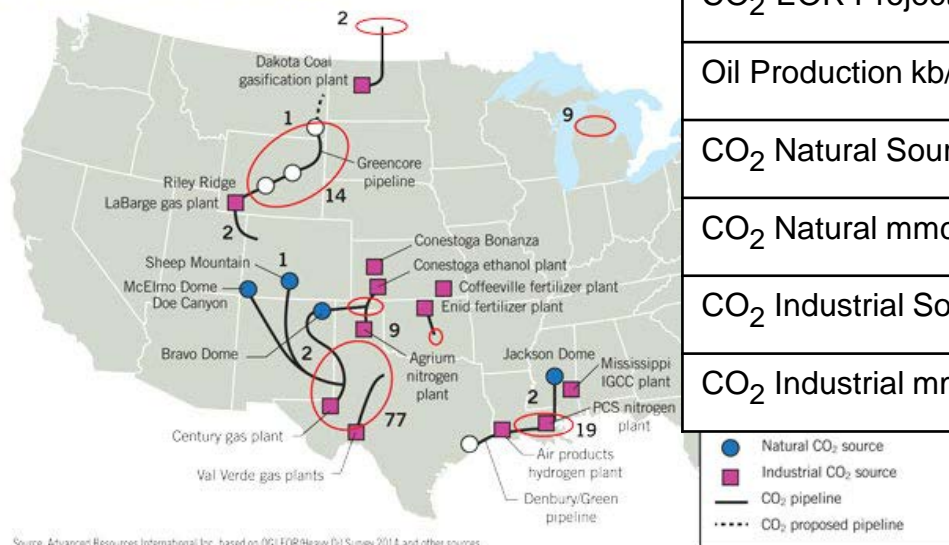 2
Dakota Coal
gasification plant
1
9
Greencore
pipeline
Riley Ridge
LaBarge gas plant
14
2
Conestoga Bonanza
Sheep Mountain
1
Conestoga ethanol plant
McElmo Dome
Doe Canyon
Coffeeville fertilizer plant
Enid fertilizer plant
Bravo Dome
2
9
Agrium
nitrogen
plant
Jackson Dome
Mississippi
IGCC plant
2
PCS nitrogen
plant
77
19
Century gas plant
Val Verde gas plants
Air products
hydrogen plant
Denbury/Green
pipeline
Oil Production kb/
CO₂ Natural Sour
CO₂ Natural mmc
CO₂ Industrial So
CO₂ Industrial mr
Natural CO₂ source
Industrial CO₂ source
CO₂ pipeline
CO₂ proposed pipeline
Source: Advanced Resources International Inc. based on OGJ EOR/Heavy Oil Survey 2014 and other sources